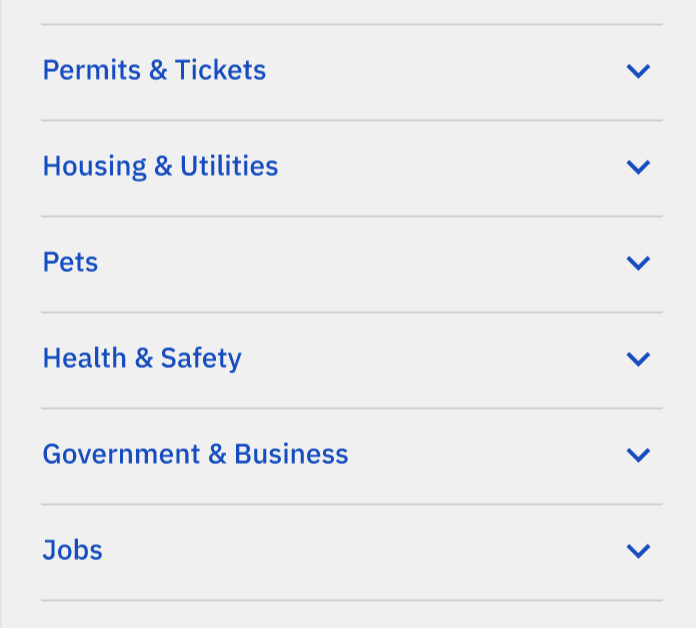 Permits & Tickets
Housing & Utilities
Pets
Health & Safety
Government & Business
Jobs